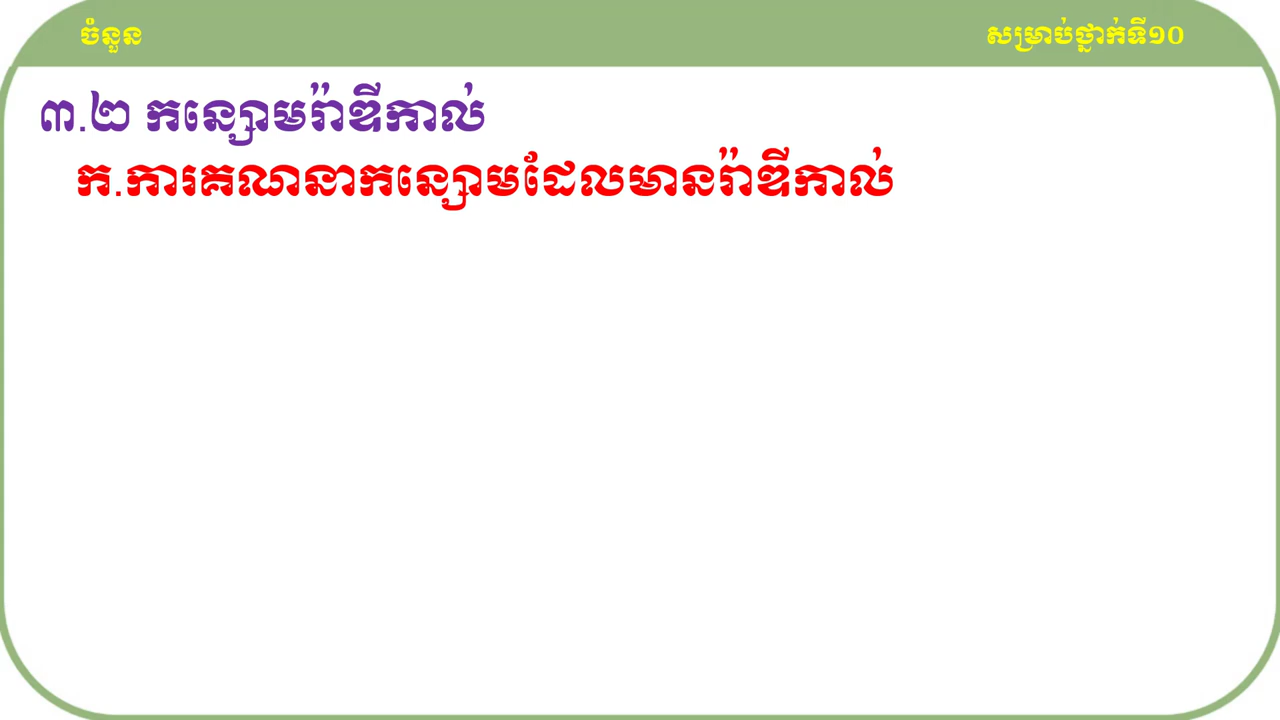 ចំនួន
សម្រាប់ថ្នាក់ទី១០
៣.២ កន្សោមរ៉ាឌីកាល់
ក.ការគណនាកន្សោមដែលមានរ៉ាឌីកាល់